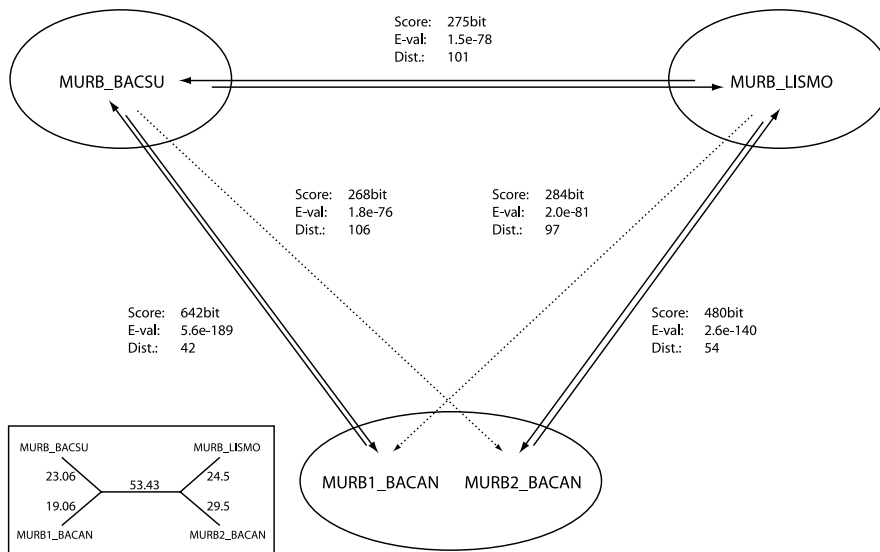 Score: 275bit
E-val: 1.5e-78
Dist.: 101
MURB_BACSU
MURB_LISMO
Score: 268bit
E-val: 1.8e-76
Dist.: 106
Score: 284bit
E-val: 2.0e-81
Dist.: 97
Score: 642bit
E-val: 5.6e-189
Dist.: 42
Score: 480bit
E-val: 2.6e-140
Dist.: 54
MURB1_BACAN
MURB2_BACAN
MURB_BACSU
MURB_LISMO
23.06
53.43
24.5
19.06
29.5
MURB1_BACAN
MURB2_BACAN